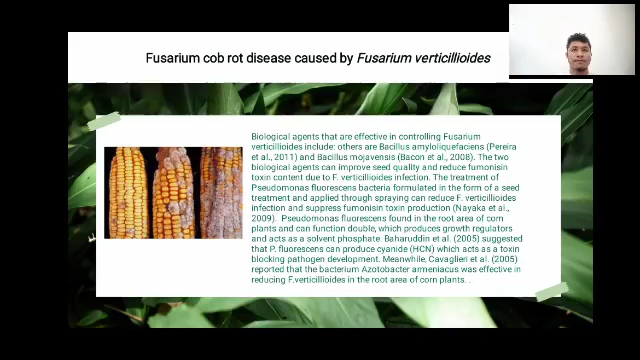 Fusarium cob rot disease caused by Fusarium verticillioides
Biological agents that are effective in controlling Fusarium
verticillioides include: others are Bacillus amyloliquefaciens (Pereira
et al., 2011) and Bacillus mojavensis (Bacon et al., 2008). The two
biological agents can improve seed quality and reduce fumonisin
toxin content due to F. verticillioides infection. The treatment of
Pseudomonas fluorescens bacteria formulated in the form of a seed
treatment and applied through spraying can reduce F. verticillioides
infection and suppress fumonisin toxin production (Nayaka et al.,
2009). Pseudomonas fluorescens found in the root area of corn
plants and can function double, which produces growth regulators
and acts as a solvent phosphate. Baharuddin et al. (2005) suggested
that P. fluorescens can produce cyanide (HCN) which acts as a toxin
blocking pathogen development. Meanwhile, Cavaglieri et al. (2005)
reported that the bacterium Azotobacter armeniacus was effective in
reducing F.verticillioides in the root area of corn plants. .